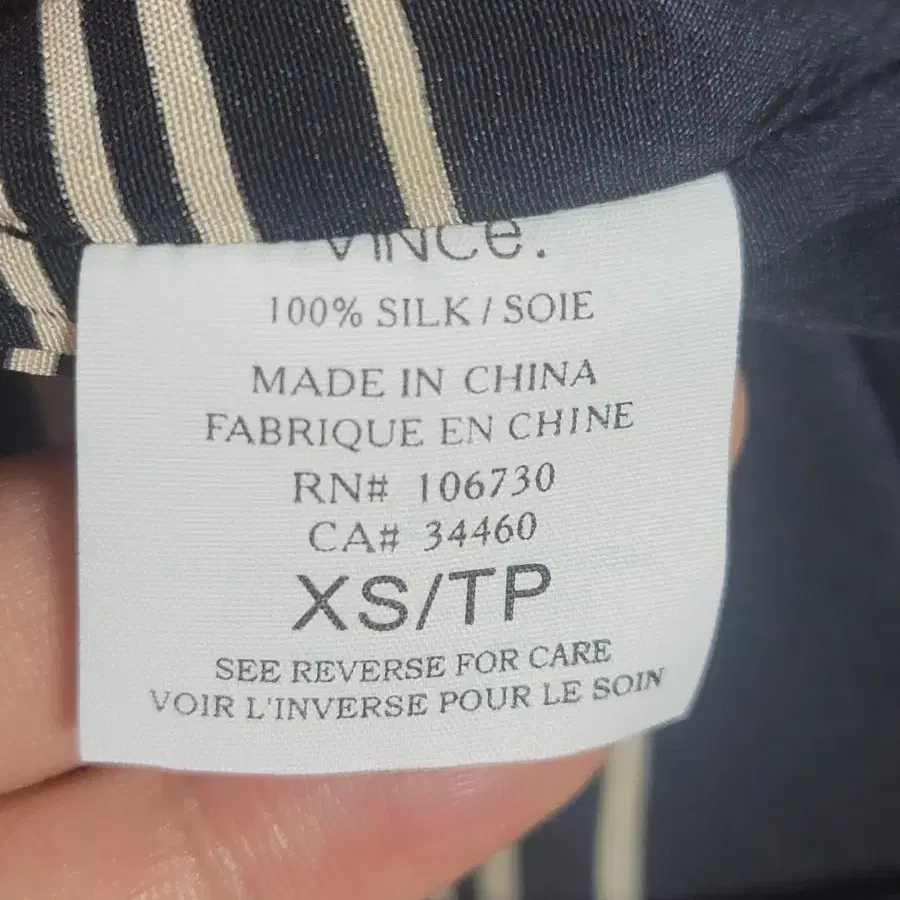 VINCe.
100% SILK / SOIE
MADE IN CHINA
FABRIQUE EN CHINE
RN# 106730
CA# 34460
XS/TP
SEE REVERSE FOR CARE
VOIR L'INVERSE POUR LE SOIN